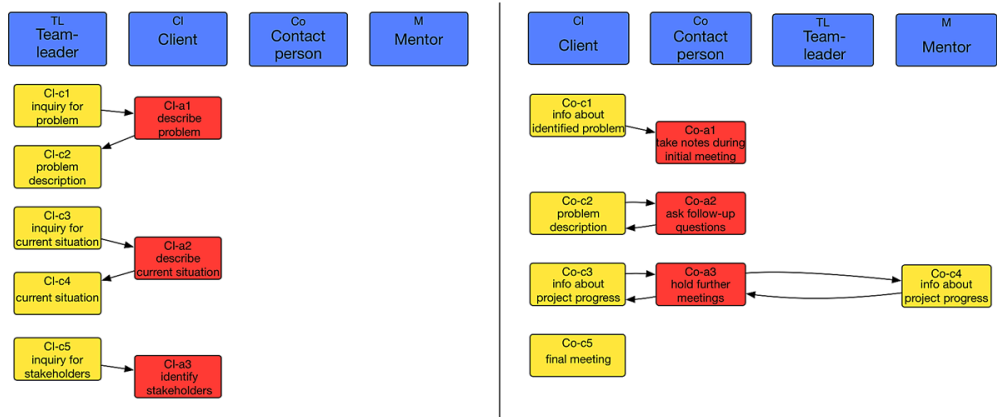 TL
Team-
leader
Cl
Client
Co
Contact
person
M
Mentor
Cl-c1
inquiry for
problem
Cl-a1
describe
problem
Cl-c2
problem
description
Cl-c3
inquiry for
current situation
Cl-a2
describe
current situation
Cl-c4
current situation
Cl-c5
inquiry for
stakeholders
Cl-a3
identify
stakeholders
Cl
Client
Co
Contact
person
TL
Team-
leader
M
Mentor
Co-c1
info about
identified problem
Co-a1
take notes during
initial meeting
Co-c2
problem
description
Co-a2
ask follow-up
questions
Co-c3
info about
project progress
Co-a3
hold further
meetings
Co-c4
info about
project progress
Co-c5
final meeting